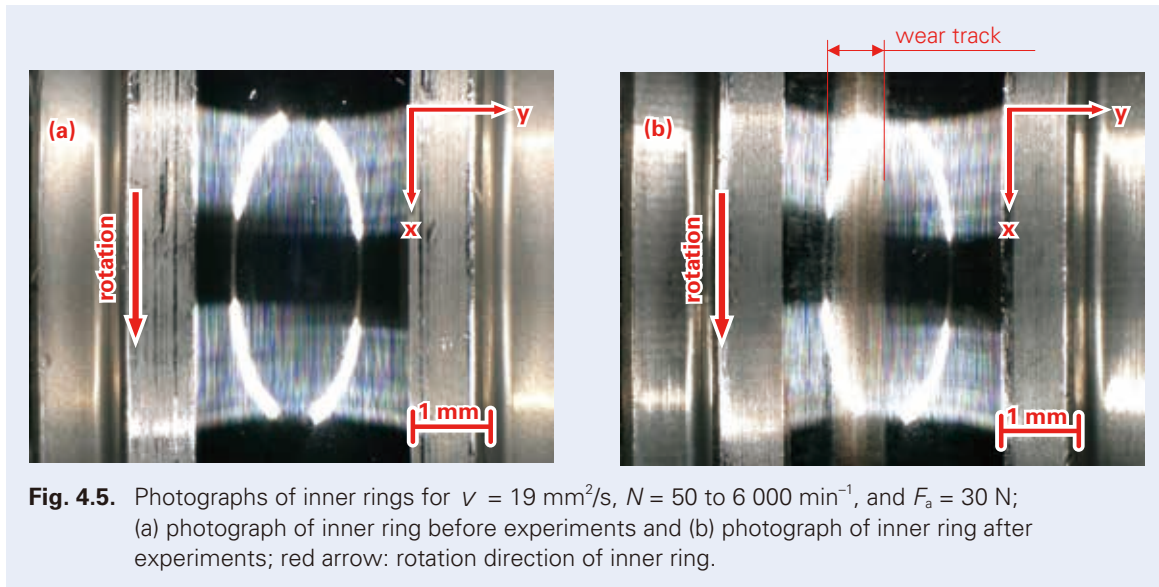 wear track
(a)
y
x
rotation
1 mm
(b)
y
x
rotation
1 mm
Fig. 4.5. Photographs of inner rings for ν = 19 mm²/s, N = 50 to 6 000 min⁻¹, and Fₐ = 30 N;
(a) photograph of inner ring before experiments and (b) photograph of inner ring after
experiments; red arrow: rotation direction of inner ring.